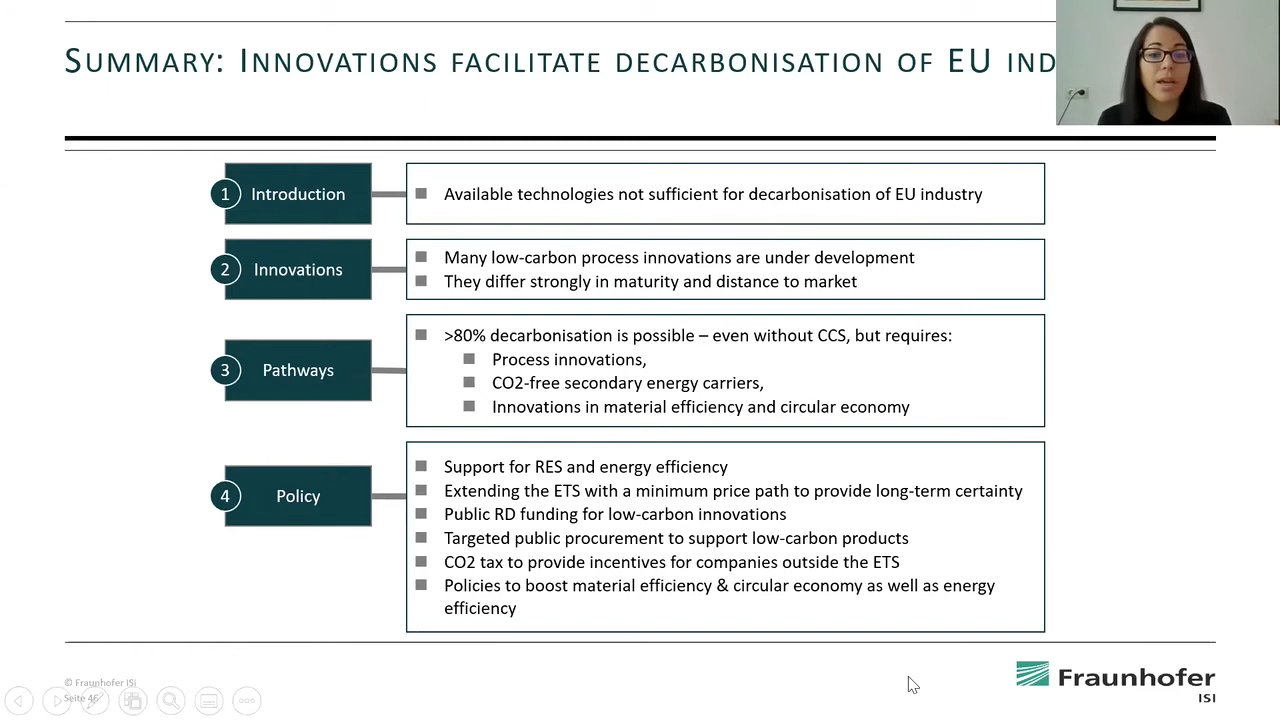 SUMMARY: INNOVATIONS FACILITATE DECARBONISATION OF EU IND
1 Introduction
Available technologies not sufficient for decarbonisation of EU industry
2 Innovations
Many low-carbon process innovations are under development
They differ strongly in maturity and distance to market
3 Pathways
>80% decarbonisation is possible – even without CCS, but requires:
Process innovations,
CO2-free secondary energy carriers,
Innovations in material efficiency and circular economy
4 Policy
Support for RES and energy efficiency
Extending the ETS with a minimum price path to provide long-term certainty
Public RD funding for low-carbon innovations
Targeted public procurement to support low-carbon products
CO2 tax to provide incentives for companies outside the ETS
Policies to boost material efficiency & circular economy as well as energy
efficiency
© Fraunhofer ISI
Seite 46
Fraunhofer
ISI